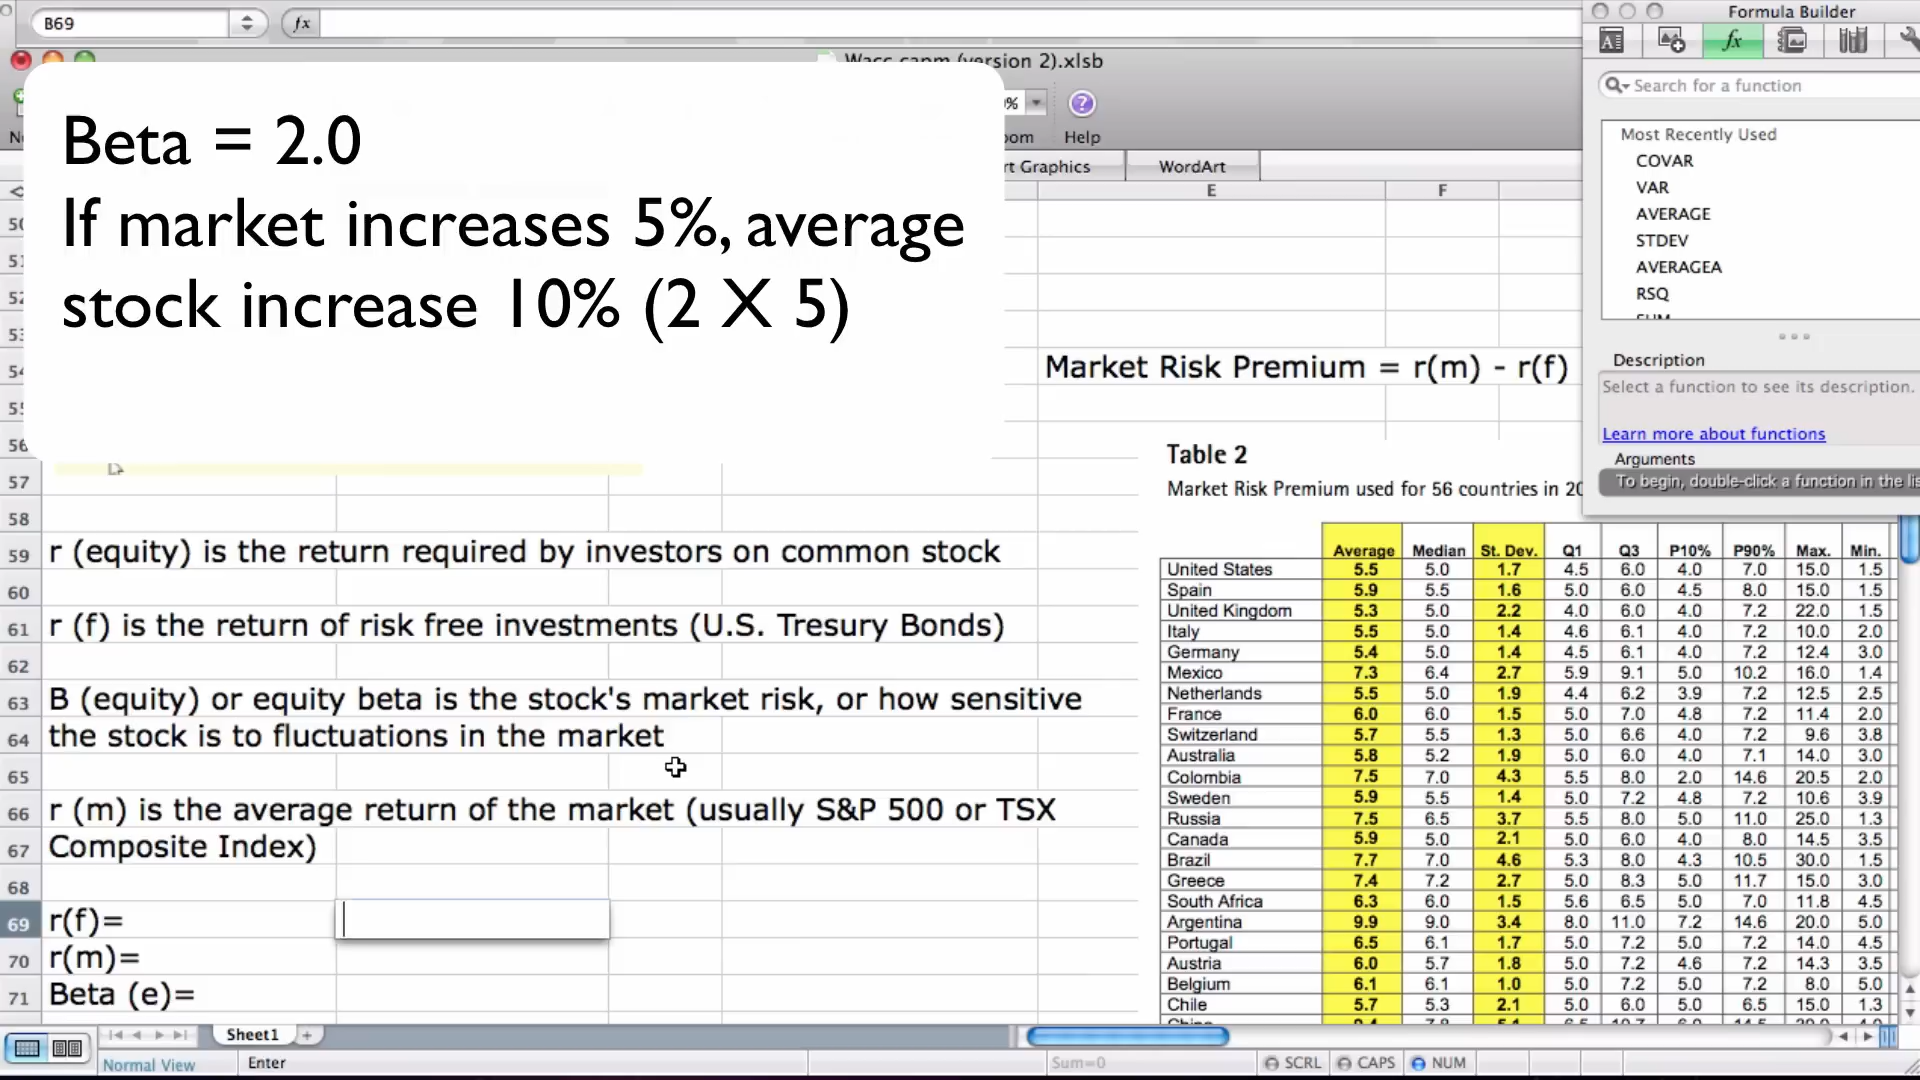 B69
fx
Formula Builder
Wacc capm (version 2).xlsb
Search for a function
Beta = 2.0
If market increases 5%, average
stock increase 10% (2 X 5)
Help
rt Graphics
WordArt
E
F
Most Recently Used
COVAR
VAR
AVERAGE
STDEV
AVERAGEA
RSQ
SUM
Description
Select a function to see its description.
Learn more about functions
Arguments
To begin, double-click a function in the lis
Market Risk Premium = r(m) - r(f)
Table 2
Market Risk Premium used for 56 countries in 20
57
58
59 r (equity) is the return required by investors on common stock
60
61 r (f) is the return of risk free investments (U.S. Tresury Bonds)
62
63 B (equity) or equity beta is the stock's market risk, or how sensitive
64 the stock is to fluctuations in the market
65
66 r (m) is the average return of the market (usually S&P 500 or TSX
67 Composite Index)
68
69 r(f)=
70 r(m)=
71 Beta (e)=
Average Median St. Dev. Q1 Q3 P10% P90% Max. Min.
United States 5.5 5.0 1.7 4.5 6.0 4.0 7.0 15.0 1.5
Spain 5.9 5.5 1.6 5.0 6.0 4.5 8.0 15.0 1.5
United Kingdom 5.3 5.0 2.2 4.0 6.0 4.0 7.2 22.0 1.5
Italy 5.5 5.0 1.4 4.6 6.1 4.0 7.2 10.0 2.0
Germany 5.4 5.0 1.4 4.5 6.1 4.0 7.2 12.4 3.0
Mexico 7.3 6.4 2.7 5.9 9.1 5.0 10.2 16.0 1.4
Netherlands 5.5 5.0 1.9 4.4 6.2 3.9 7.2 12.5 2.5
France 6.0 6.0 1.5 5.0 7.0 4.8 7.2 11.4 2.0
Switzerland 5.7 5.5 1.3 5.0 6.6 4.0 7.2 9.6 3.8
Australia 5.8 5.2 1.9 5.0 6.0 4.0 7.1 14.0 3.0
Colombia 7.5 7.0 4.3 5.5 8.0 2.0 14.6 20.5 2.0
Sweden 5.9 5.5 1.4 5.0 7.2 4.8 7.2 10.6 3.9
Russia 7.5 6.5 3.7 5.5 8.0 5.0 11.0 25.0 1.3
Canada 5.9 5.0 2.1 5.0 6.0 4.0 8.0 14.5 3.5
Brazil 7.7 7.0 4.6 5.3 8.0 4.3 10.5 30.0 1.5
Greece 7.4 7.2 2.7 5.0 8.3 5.0 11.7 15.0 3.0
South Africa 6.3 6.0 1.5 5.6 6.5 5.0 7.0 11.8 4.5
Argentina 9.9 9.0 3.4 8.0 11.0 7.2 14.6 20.0 5.0
Portugal 6.5 6.1 1.7 5.0 7.2 5.0 7.2 14.0 4.5
Austria 6.0 5.7 1.8 5.0 7.2 4.6 7.2 14.3 3.5
Belgium 6.1 6.1 1.0 5.0 7.2 5.0 7.2 8.0 5.0
Chile 5.7 5.3 2.1 5.0 6.0 5.0 6.5 15.0 1.3
Sheet1
Normal View
Enter
Sum=0
SCRL
CAPS
NUM